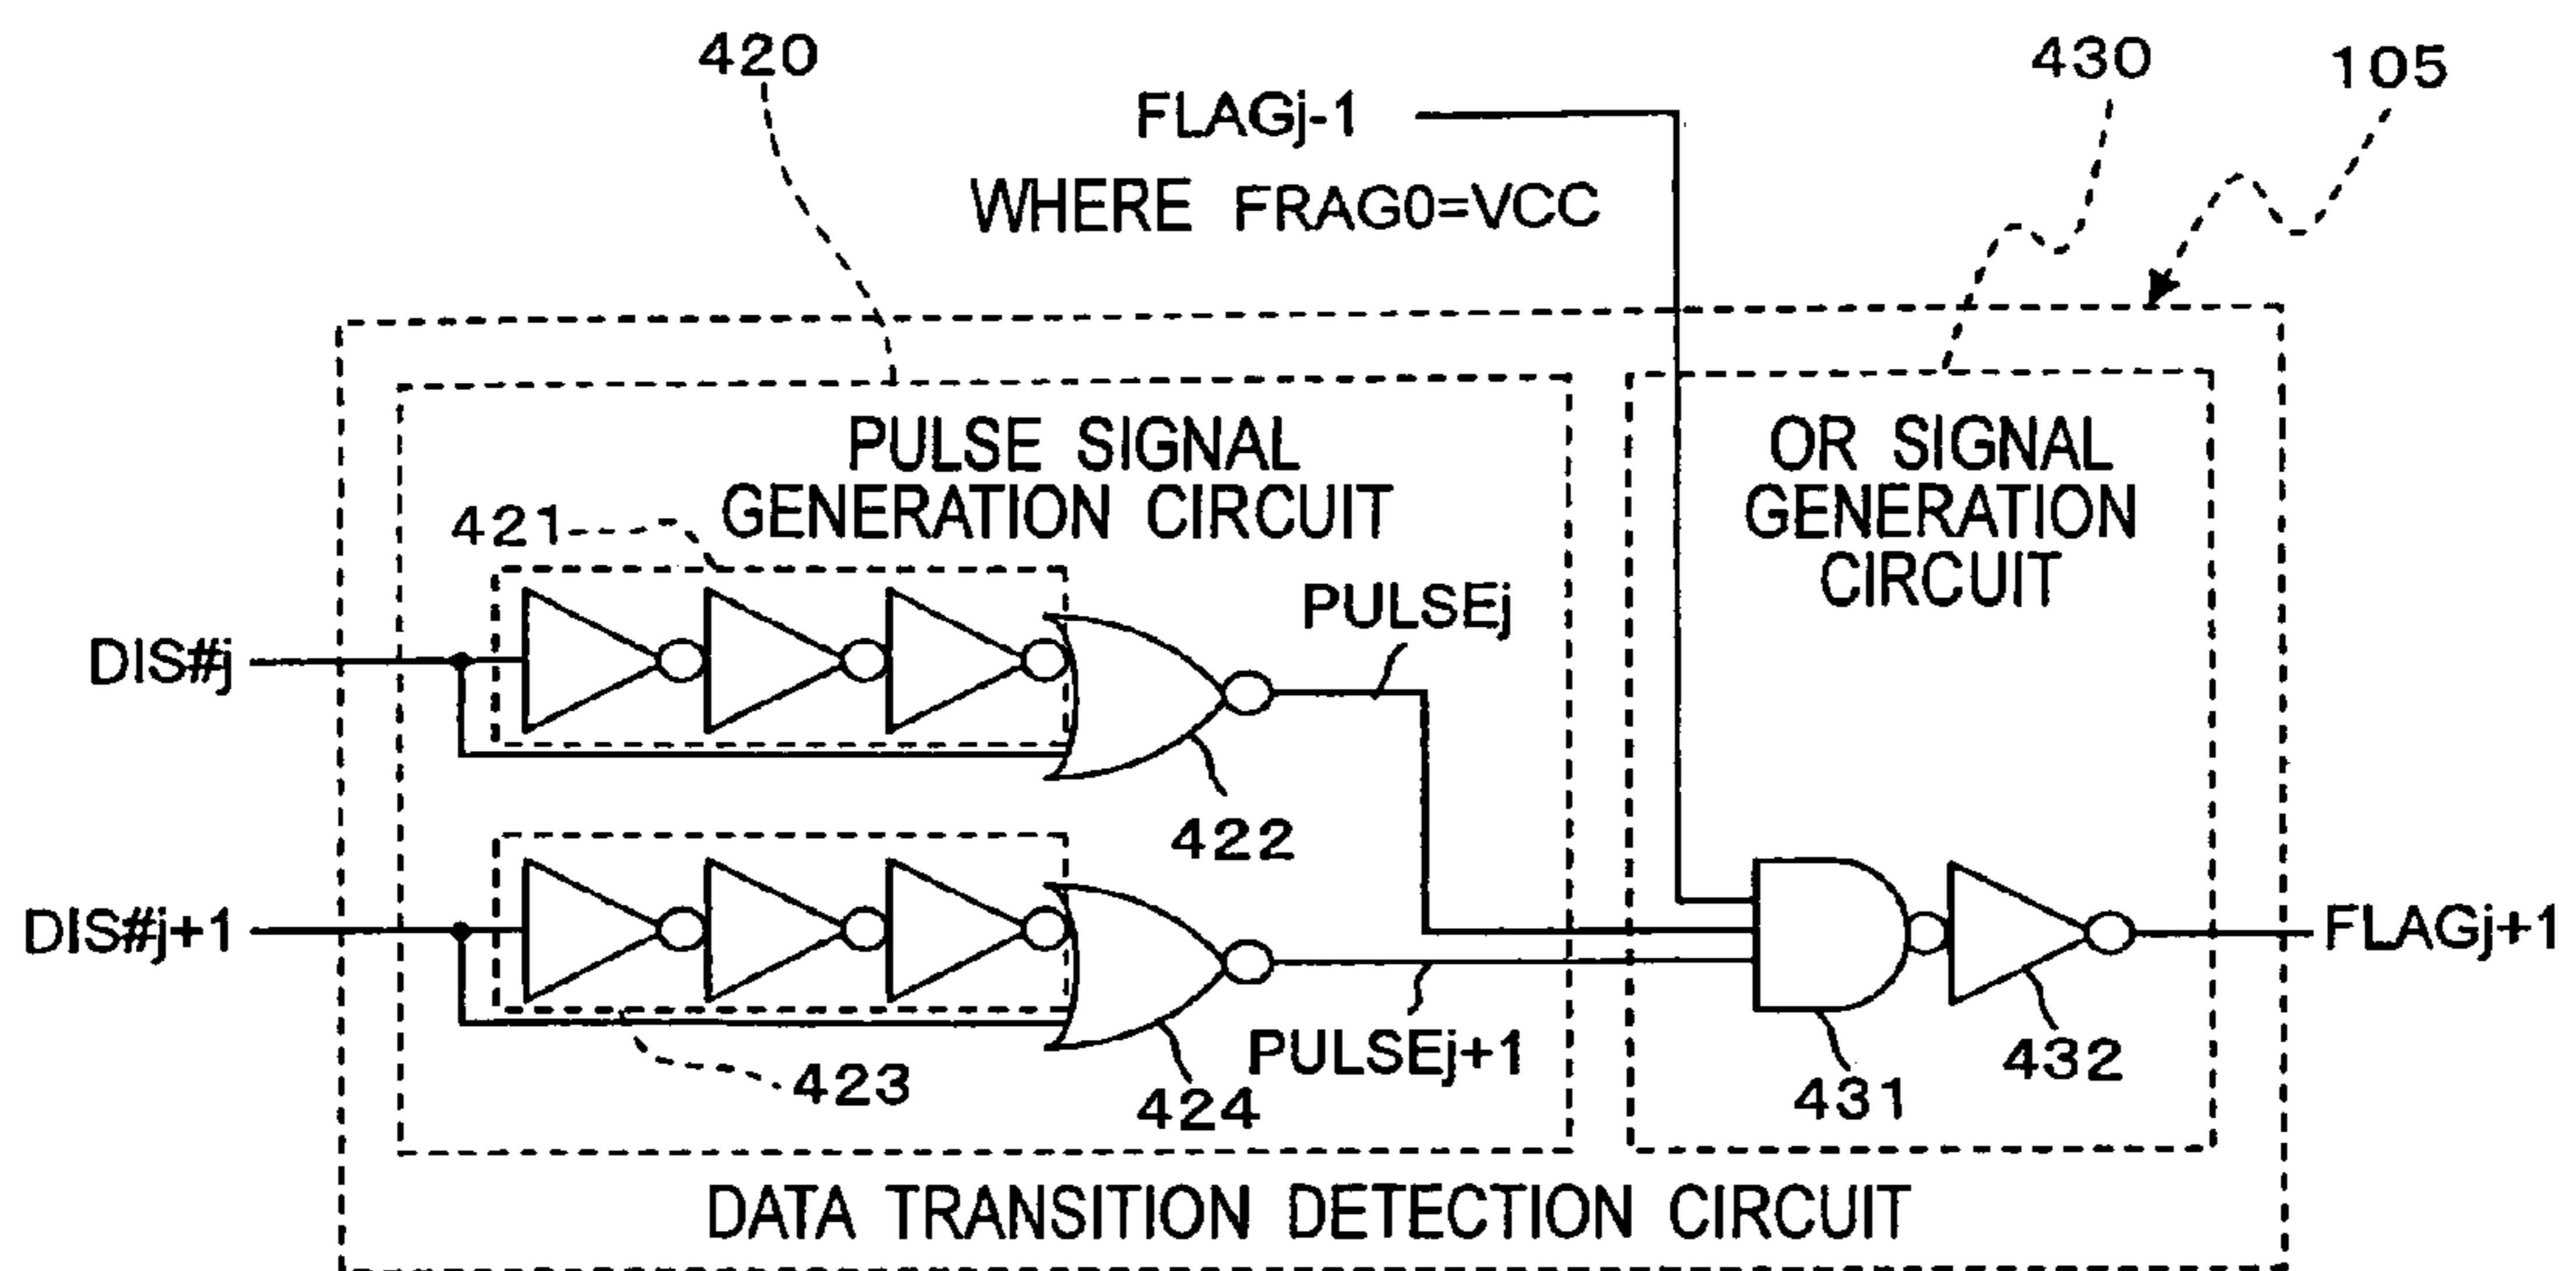 420
430
105
FLAGj-1
WHERE FRAG0=VCC
PULSE SIGNAL
GENERATION CIRCUIT
OR SIGNAL
GENERATION
CIRCUIT
421
PULSEj
DIS#j
422
DIS#j+1
FLAGj+1
423
424
PULSEj+1
431
432
DATA TRANSITION DETECTION CIRCUIT